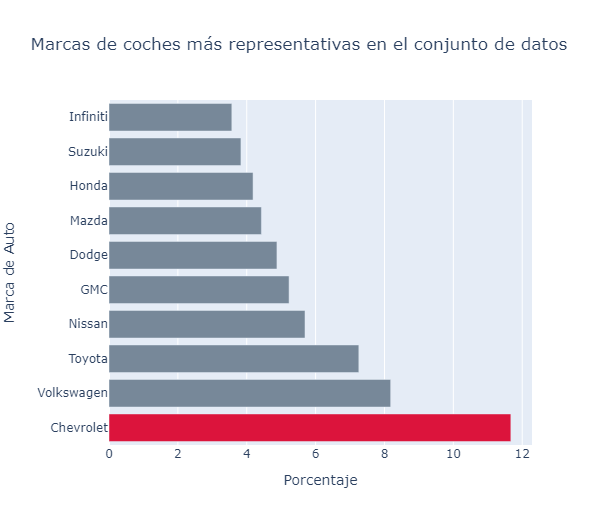 Marcas de coches más representativas en el conjunto de datos
Infiniti
Suzuki
Honda
Mazda
Dodge
GMC
Nissan
Toyota
Volkswagen
Chevrolet
0 2 4 6 8 10 12
Porcentaje
Marca de Auto